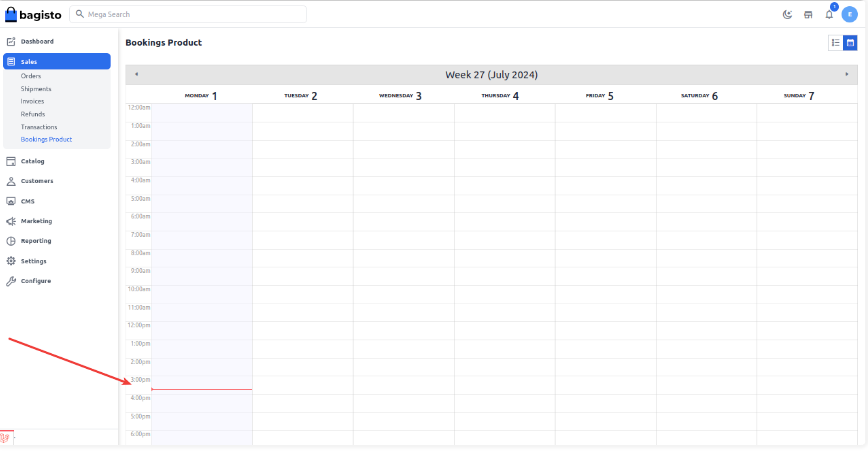 bagisto
Mega Search
1
E
Dashboard
Sales
Orders
Shipments
Invoices
Refunds
Transactions
Bookings Product
Catalog
Customers
CMS
Marketing
Reporting
Settings
Configure
Bookings Product
Week 27 (July 2024)
MONDAY 1 TUESDAY 2 WEDNESDAY 3 THURSDAY 4 FRIDAY 5 SATURDAY 6 SUNDAY 7
12:00am
1:00am
2:00am
3:00am
4:00am
5:00am
6:00am
7:00am
8:00am
9:00am
10:00am
11:00am
12:00pm
1:00pm
2:00pm
3:00pm
4:00pm
5:00pm
6:00pm